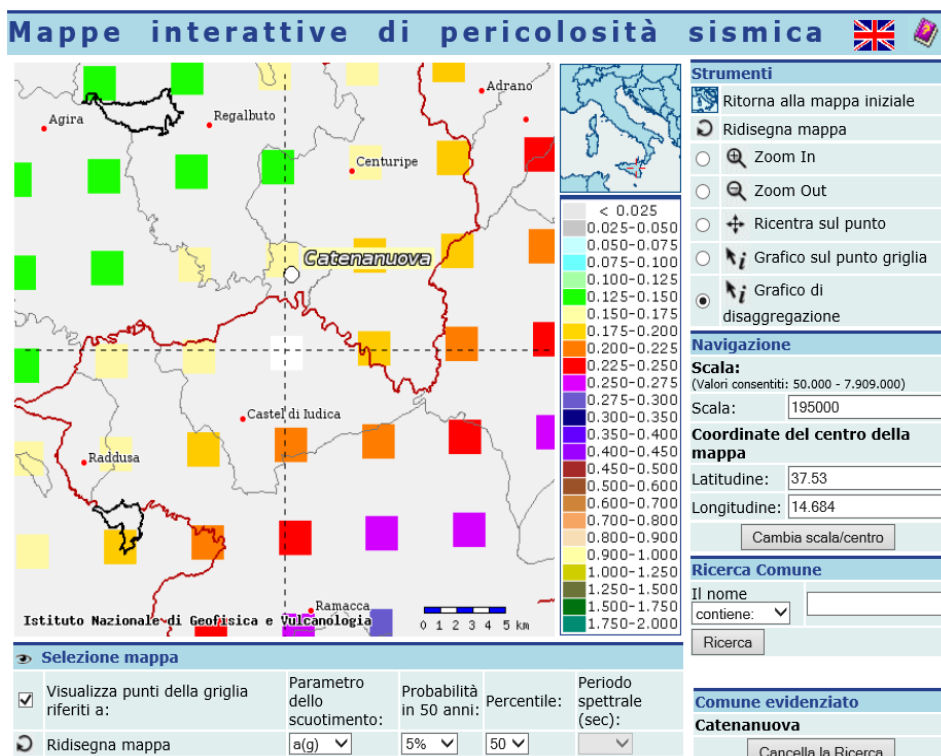 Mappe interattive di pericolosità sismica
Adrano
Agira
Regalbuto
Centuripe
Catenanuova
Castel di Iudica
Raddusa
Ramacca
Istituto Nazionale di Geofisica e Vulcanologia
0 1 2 3 4 5 km
< 0.025
0.025-0.050
0.050-0.075
0.075-0.100
0.100-0.125
0.125-0.150
0.150-0.175
0.175-0.200
0.200-0.225
0.225-0.250
0.250-0.275
0.275-0.300
0.300-0.350
0.350-0.400
0.400-0.450
0.450-0.500
0.500-0.600
0.600-0.700
0.700-0.800
0.800-0.900
0.900-1.000
1.000-1.250
1.250-1.500
1.500-1.750
1.750-2.000
Strumenti
Ritorna alla mappa iniziale
Ridisegna mappa
Zoom In
Zoom Out
Ricentra sul punto
Grafico sul punto griglia
Grafico di
disaggregazione
Navigazione
Scala:
(Valori consentiti: 50.000 - 7.909.000)
Scala: 195000
Coordinate del centro della
mappa
Latitudine: 37.53
Longitudine: 14.684
Cambia scala/centro
Ricerca Comune
Il nome
contiene:
Ricerca
Comune evidenziato
Catenanuova
Cancella la Ricerca
Selezione mappa
Visualizza punti della griglia
riferiti a:
Parametro
dello
scuotimento:
Probabilità
in 50 anni:
Percentile:
Periodo
spettrale
(sec):
Ridisegna mappa
a(g)
5%
50